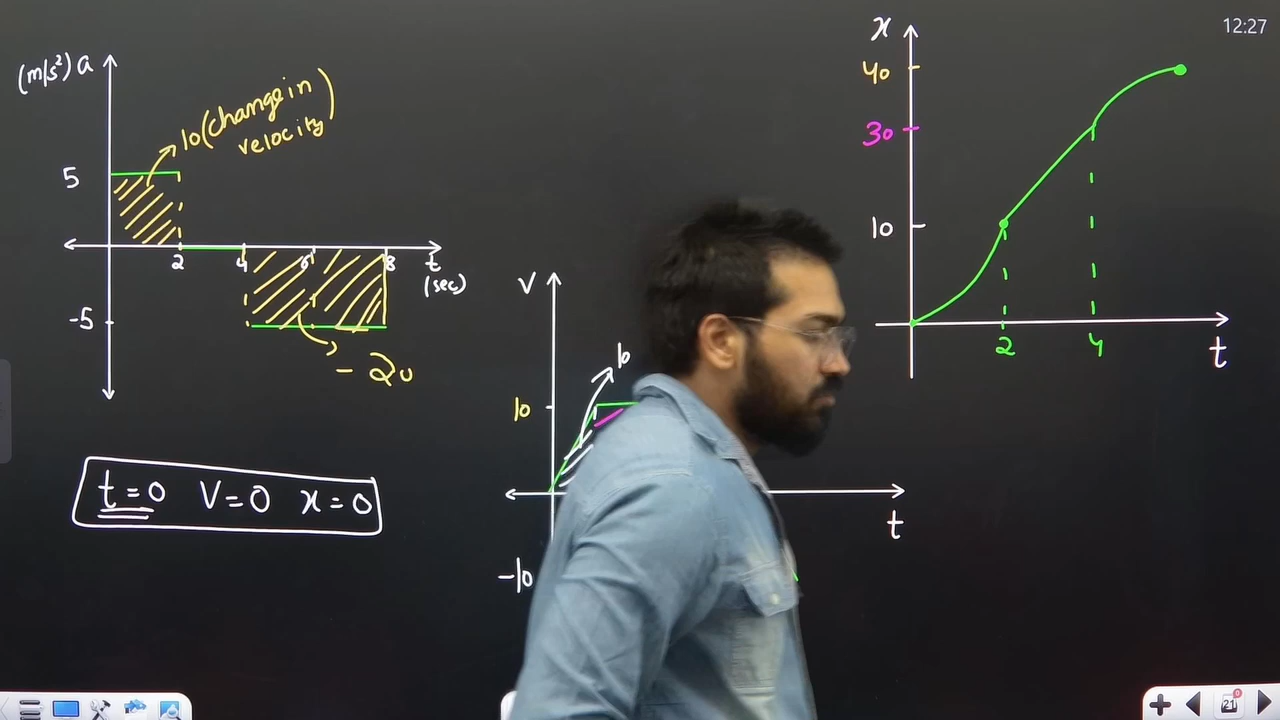 12:27
(m/s²) a
10 (change in velocity)
5
2 4 6 8 t
(sec)
-5
- 20
t=0 V=0 x=0
V
10
10
-10
t
x
40
30
10
2 4
t
21